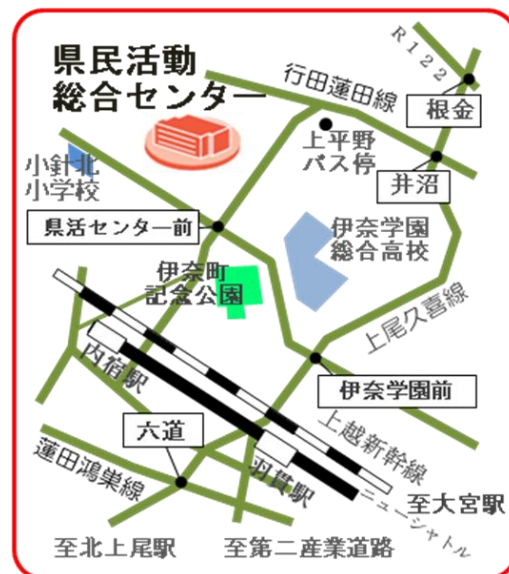 県民活動
総合センター
R122
行田蓮田線
根金
上平野
バス停
井沼
小針北
小学校
県活センター前
伊奈学園
総合高校
伊奈町
記念公園
上尾久喜線
内宿駅
伊奈学園前
六道
上越新幹線
蓮田鴻巣線
羽貫駅
ニューシャトル
至大宮駅
至北上尾駅
至第二産業道路